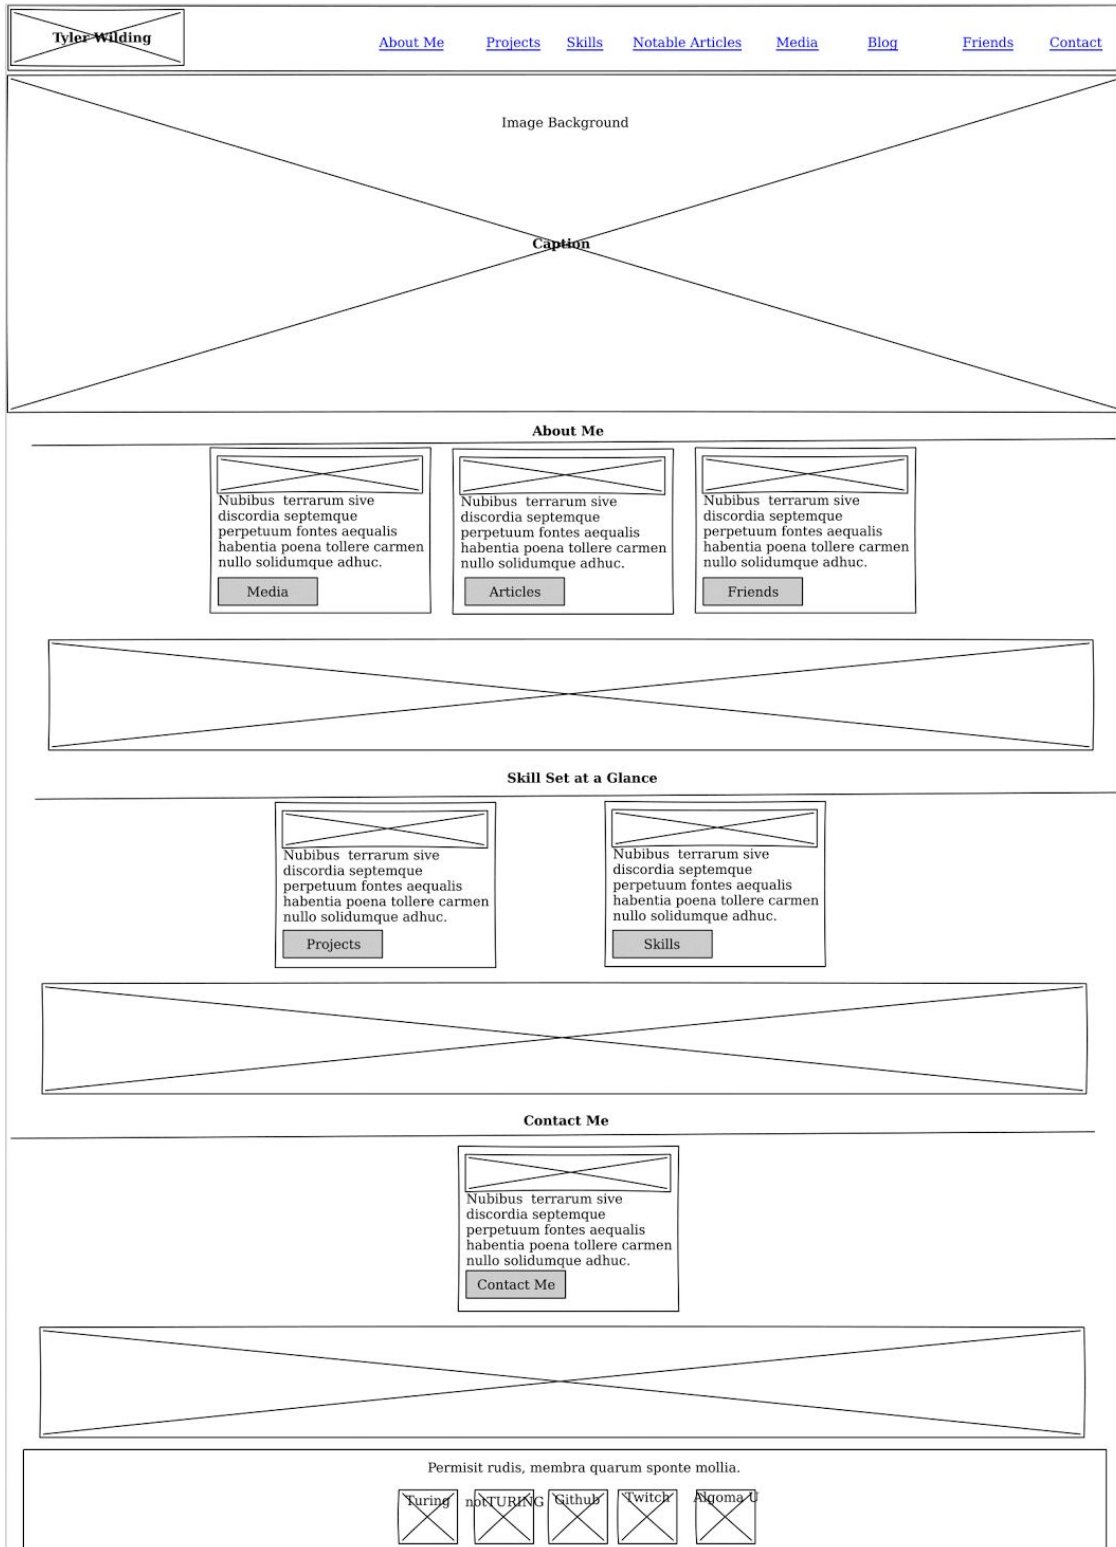 Tyler Wilding
About Me Projects Skills Notable Articles Media Blog Friends Contact
Image Background
Caption
About Me
Nubibus terrarum sive
discordia septemque
perpetuum fontes aequalis
habentia poena tollere carmen
nullo solidumque adhuc.
Media
Nubibus terrarum sive
discordia septemque
perpetuum fontes aequalis
habentia poena tollere carmen
nullo solidumque adhuc.
Articles
Nubibus terrarum sive
discordia septemque
perpetuum fontes aequalis
habentia poena tollere carmen
nullo solidumque adhuc.
Friends
Skill Set at a Glance
Nubibus terrarum sive
discordia septemque
perpetuum fontes aequalis
habentia poena tollere carmen
nullo solidumque adhuc.
Projects
Nubibus terrarum sive
discordia septemque
perpetuum fontes aequalis
habentia poena tollere carmen
nullo solidumque adhuc.
Skills
Contact Me
Nubibus terrarum sive
discordia septemque
perpetuum fontes aequalis
habentia poena tollere carmen
nullo solidumque adhuc.
Contact Me
Permisit rudis, membra quarum sponte mollia.
Turing notTURING Github Twitch Algoma U